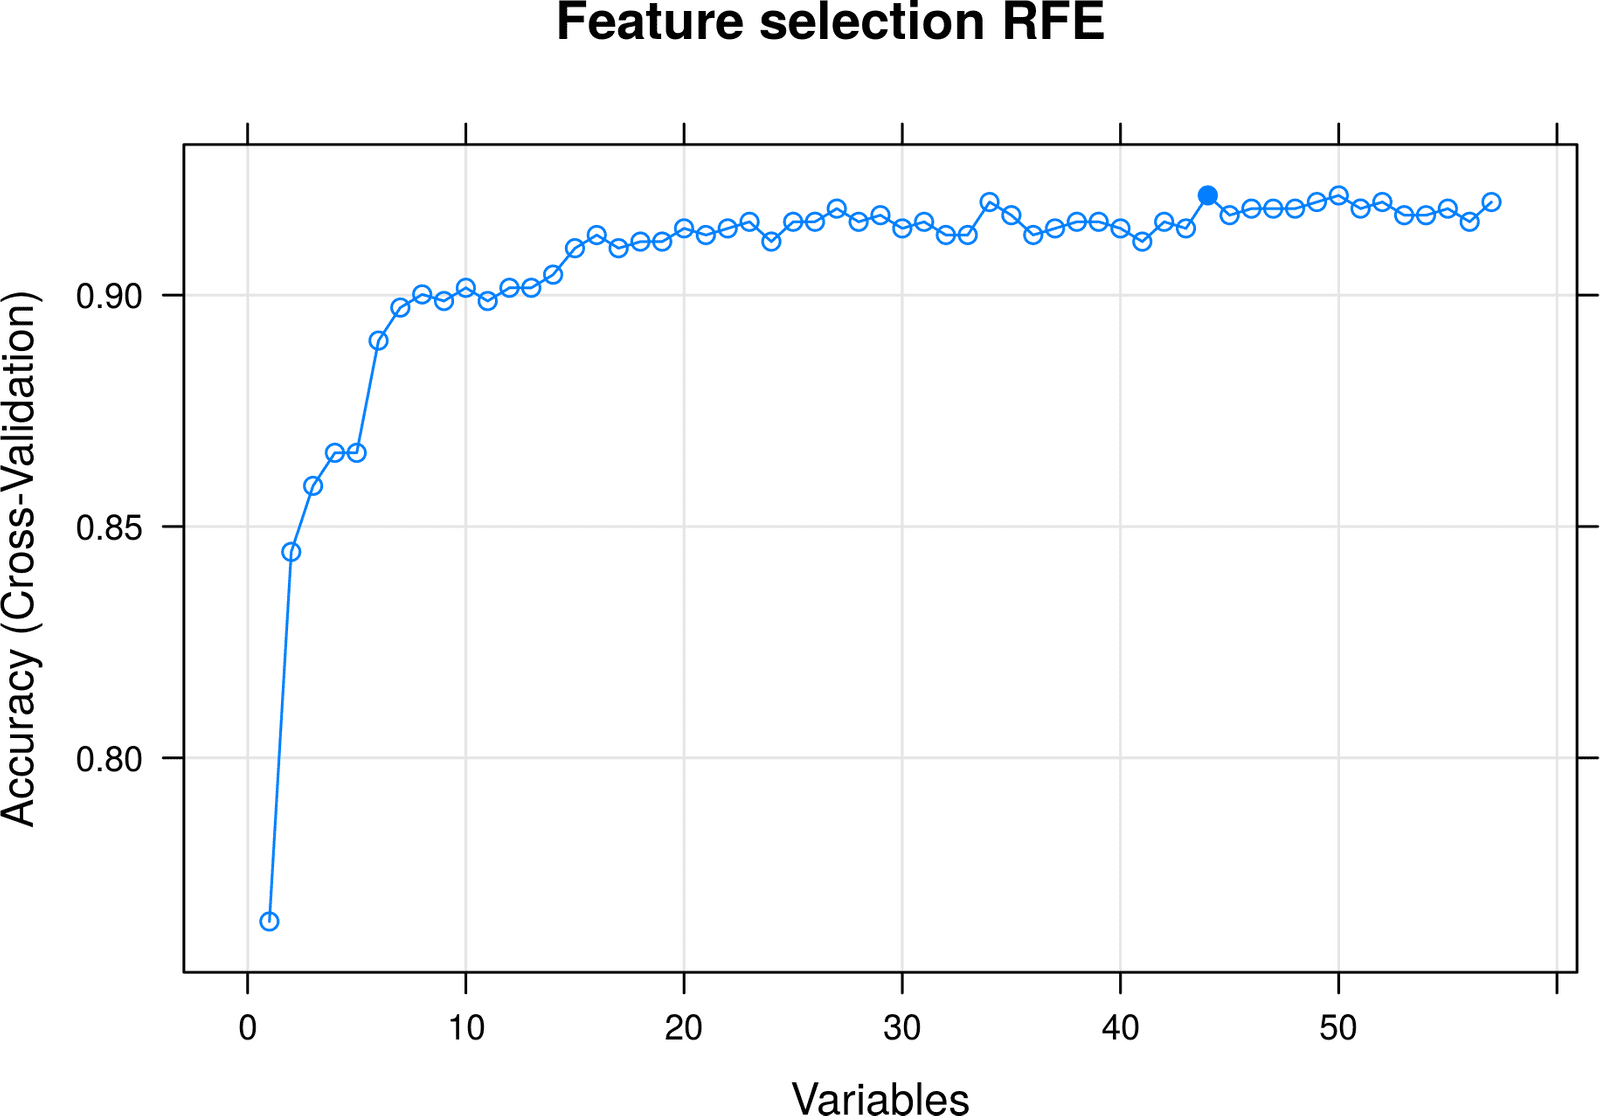 Feature selection RFE
Accuracy (Cross-Validation)
0.90
0.85
0.80
0 10 20 30 40 50
Variables